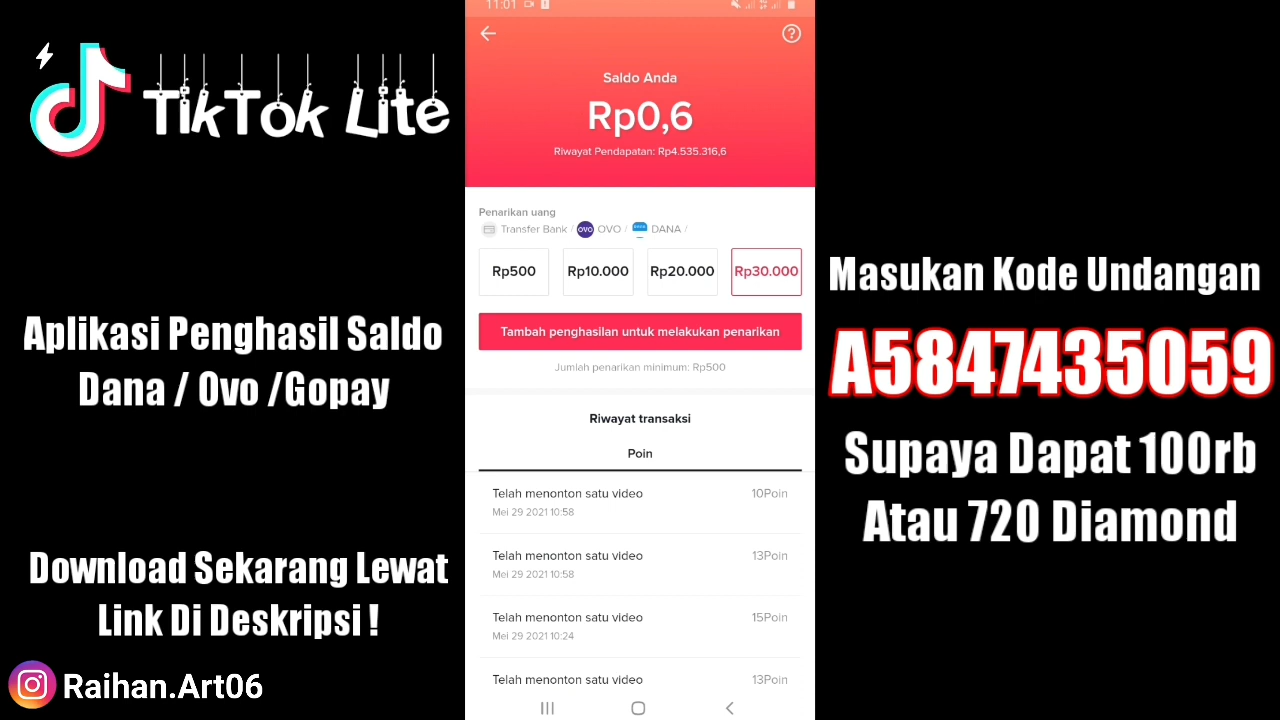 TikTok Lite
Aplikasi Penghasil Saldo
Dana / Ovo /Gopay
Download Sekarang Lewat
Link Di Deskripsi !
Raihan.Art06
11:01
Saldo Anda
Rp0,6
Riwayat Pendapatan: Rp4.535.316,6
Penarikan uang
Transfer Bank / OVO OVO / DANA /
Rp500 Rp10.000 Rp20.000 Rp30.000
Tambah penghasilan untuk melakukan penarikan
Jumlah penarikan minimum: Rp500
Riwayat transaksi
Poin
Telah menonton satu video 10Poin
Mei 29 2021 10:58
Telah menonton satu video 13Poin
Mei 29 2021 10:58
Telah menonton satu video 15Poin
Mei 29 2021 10:24
Telah menonton satu video 13Poin
Masukan Kode Undangan
A5847435059
Supaya Dapat 100rb
Atau 720 Diamond